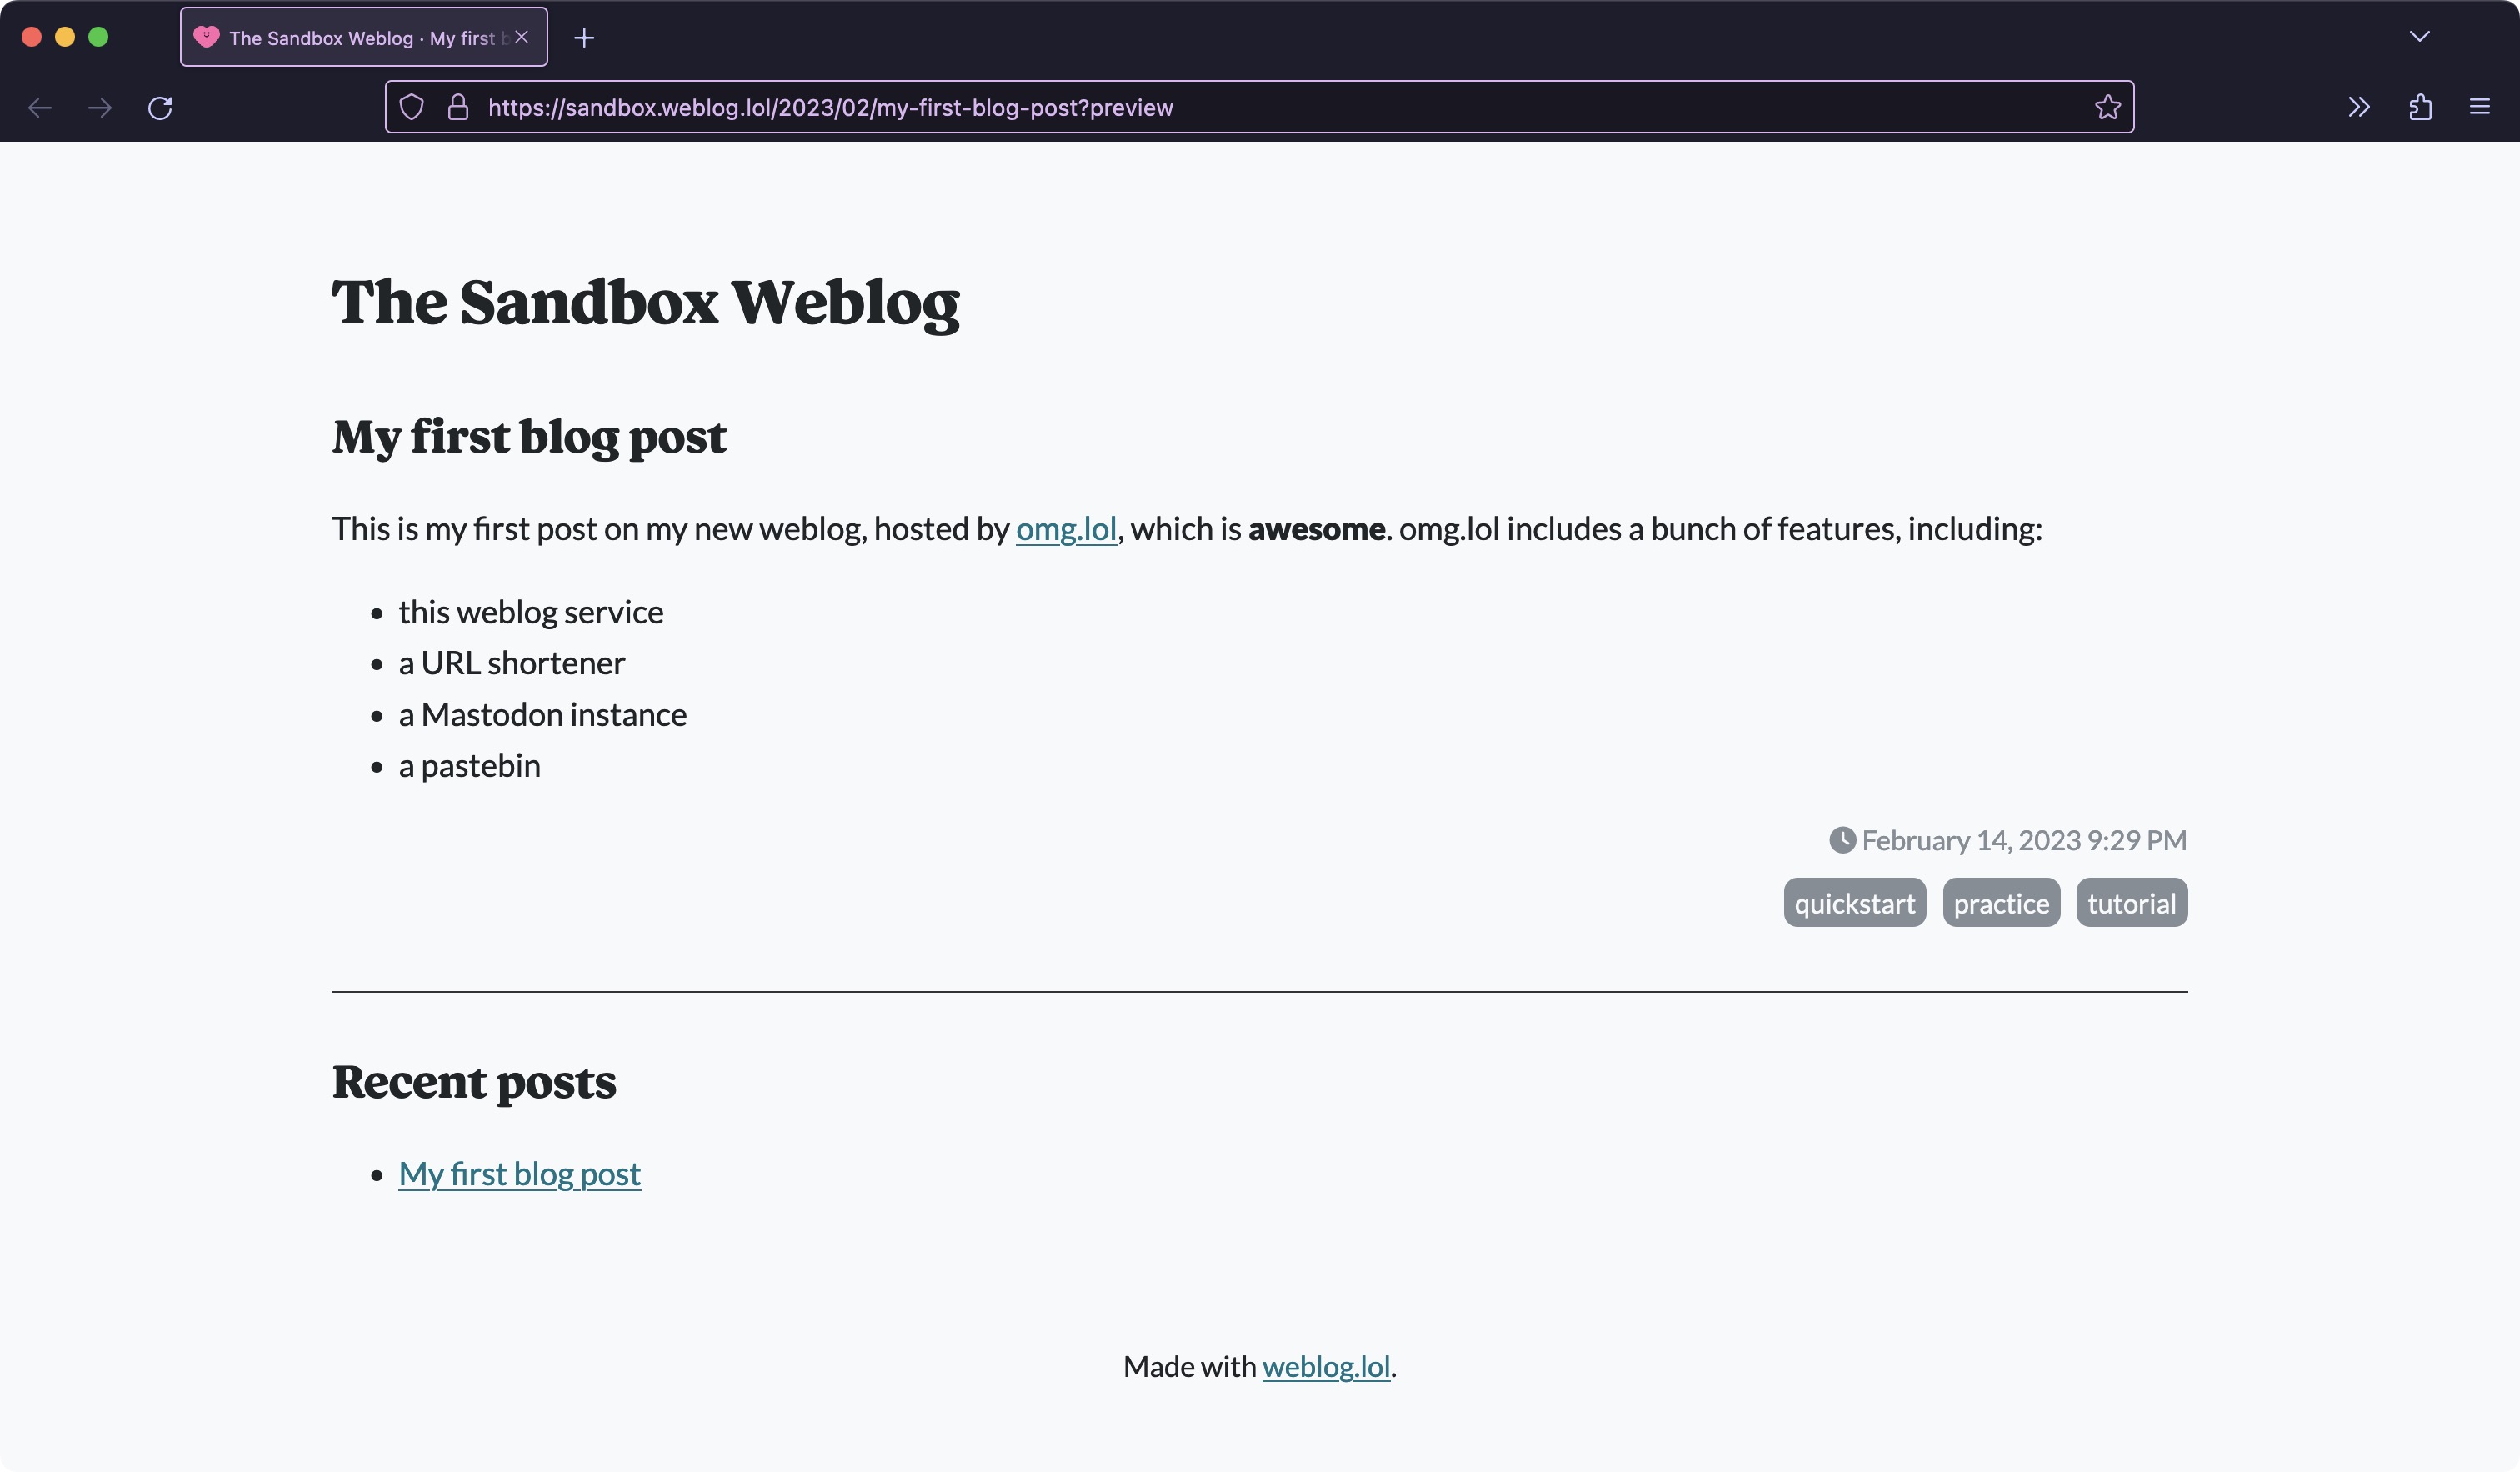 The Sandbox Weblog · My first
https://sandbox.weblog.lol/2023/02/my-first-blog-post?preview
The Sandbox Weblog
My first blog post
This is my first post on my new weblog, hosted by omg.lol, which is awesome. omg.lol includes a bunch of features, including:
• this weblog service
• a URL shortener
• a Mastodon instance
• a pastebin
February 14, 2023 9:29 PM
quickstart practice tutorial
Recent posts
• My first blog post
Made with weblog.lol.